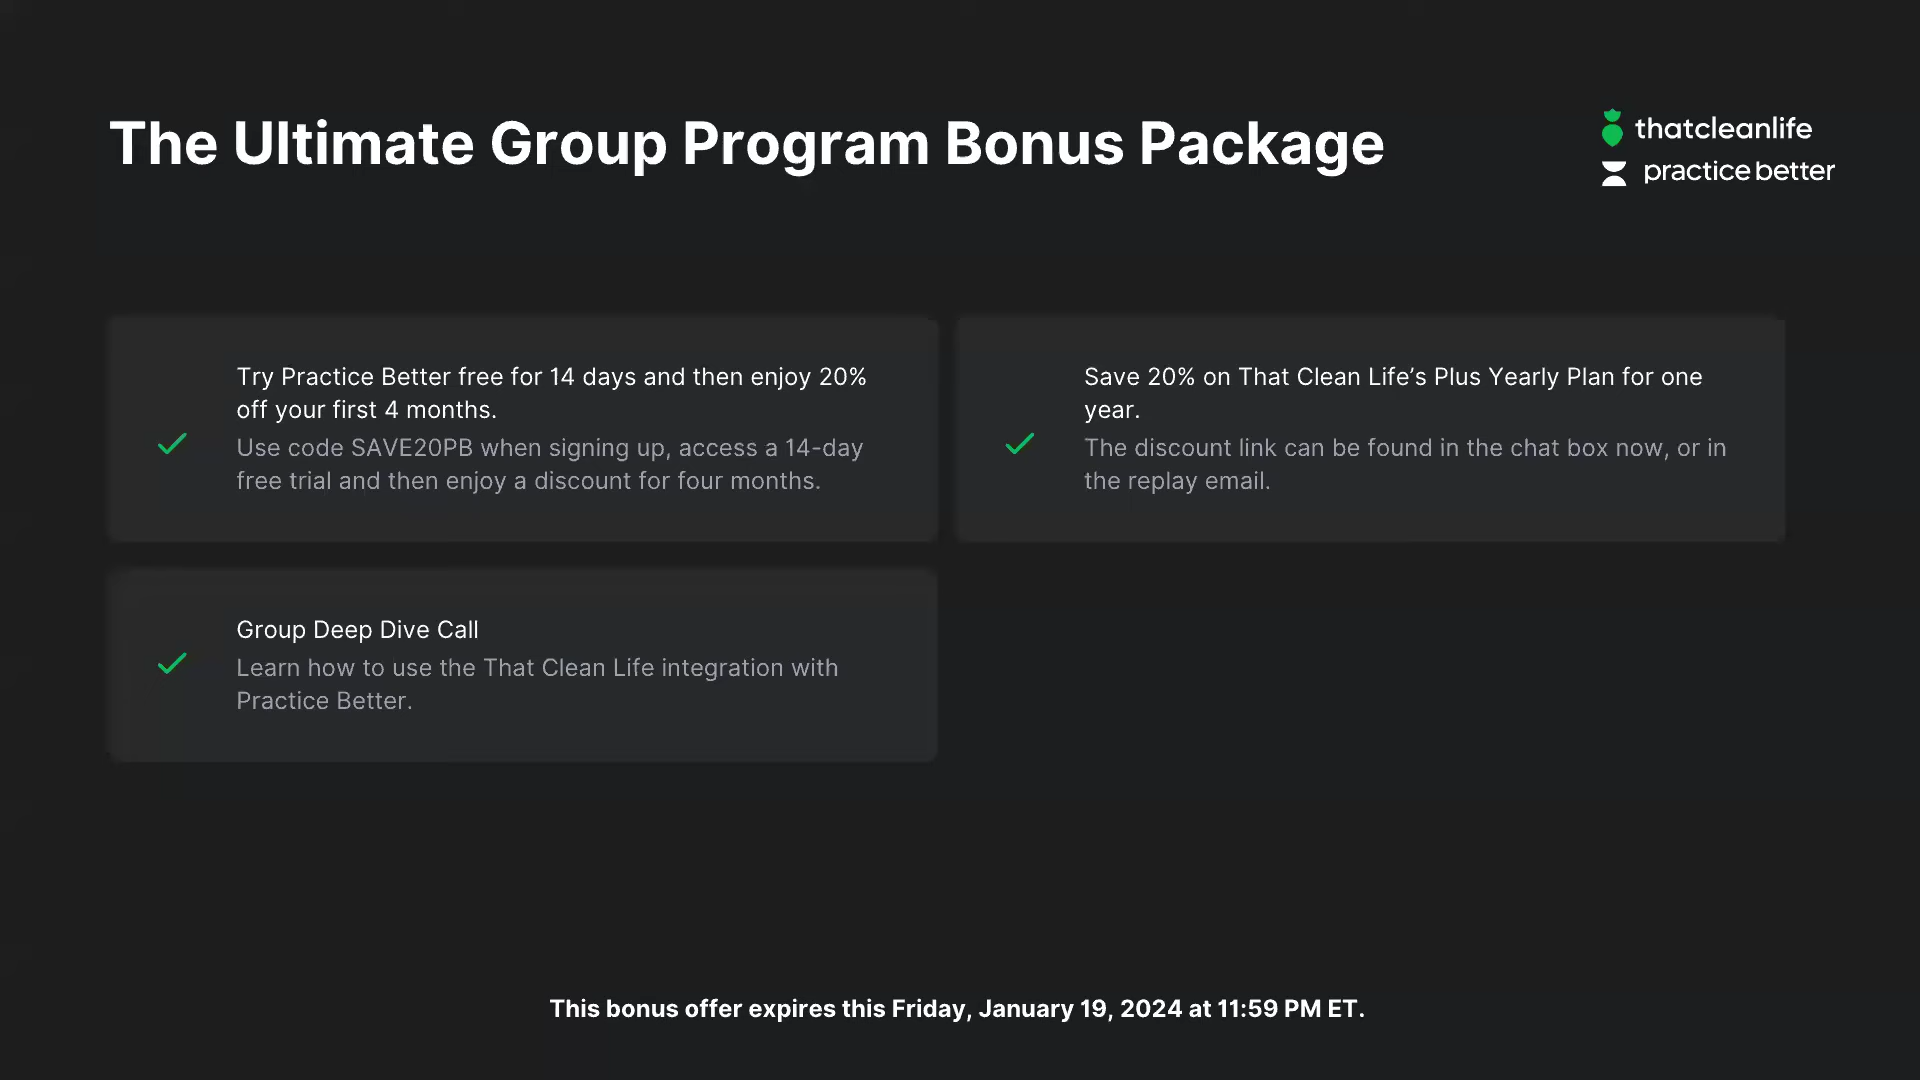 The Ultimate Group Program Bonus Package
thatcleanlife
practice better
Try Practice Better free for 14 days and then enjoy 20%
off your first 4 months.
Use code SAVE20PB when signing up, access a 14-day
free trial and then enjoy a discount for four months.
Save 20% on That Clean Life’s Plus Yearly Plan for one
year.
The discount link can be found in the chat box now, or in
the replay email.
Group Deep Dive Call
Learn how to use the That Clean Life integration with
Practice Better.
This bonus offer expires this Friday, January 19, 2024 at 11:59 PM ET.